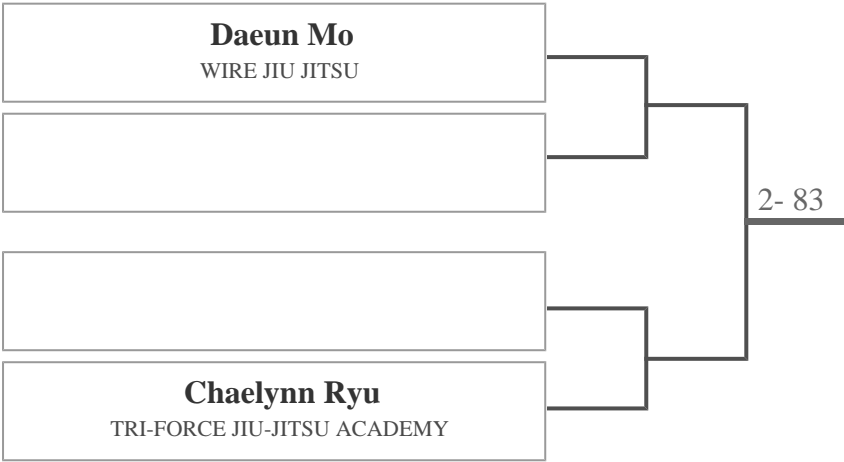 Daeun Mo
WIRE JIU JITSU
2- 83
Chaelynn Ryu
TRI-FORCE JIU-JITSU ACADEMY